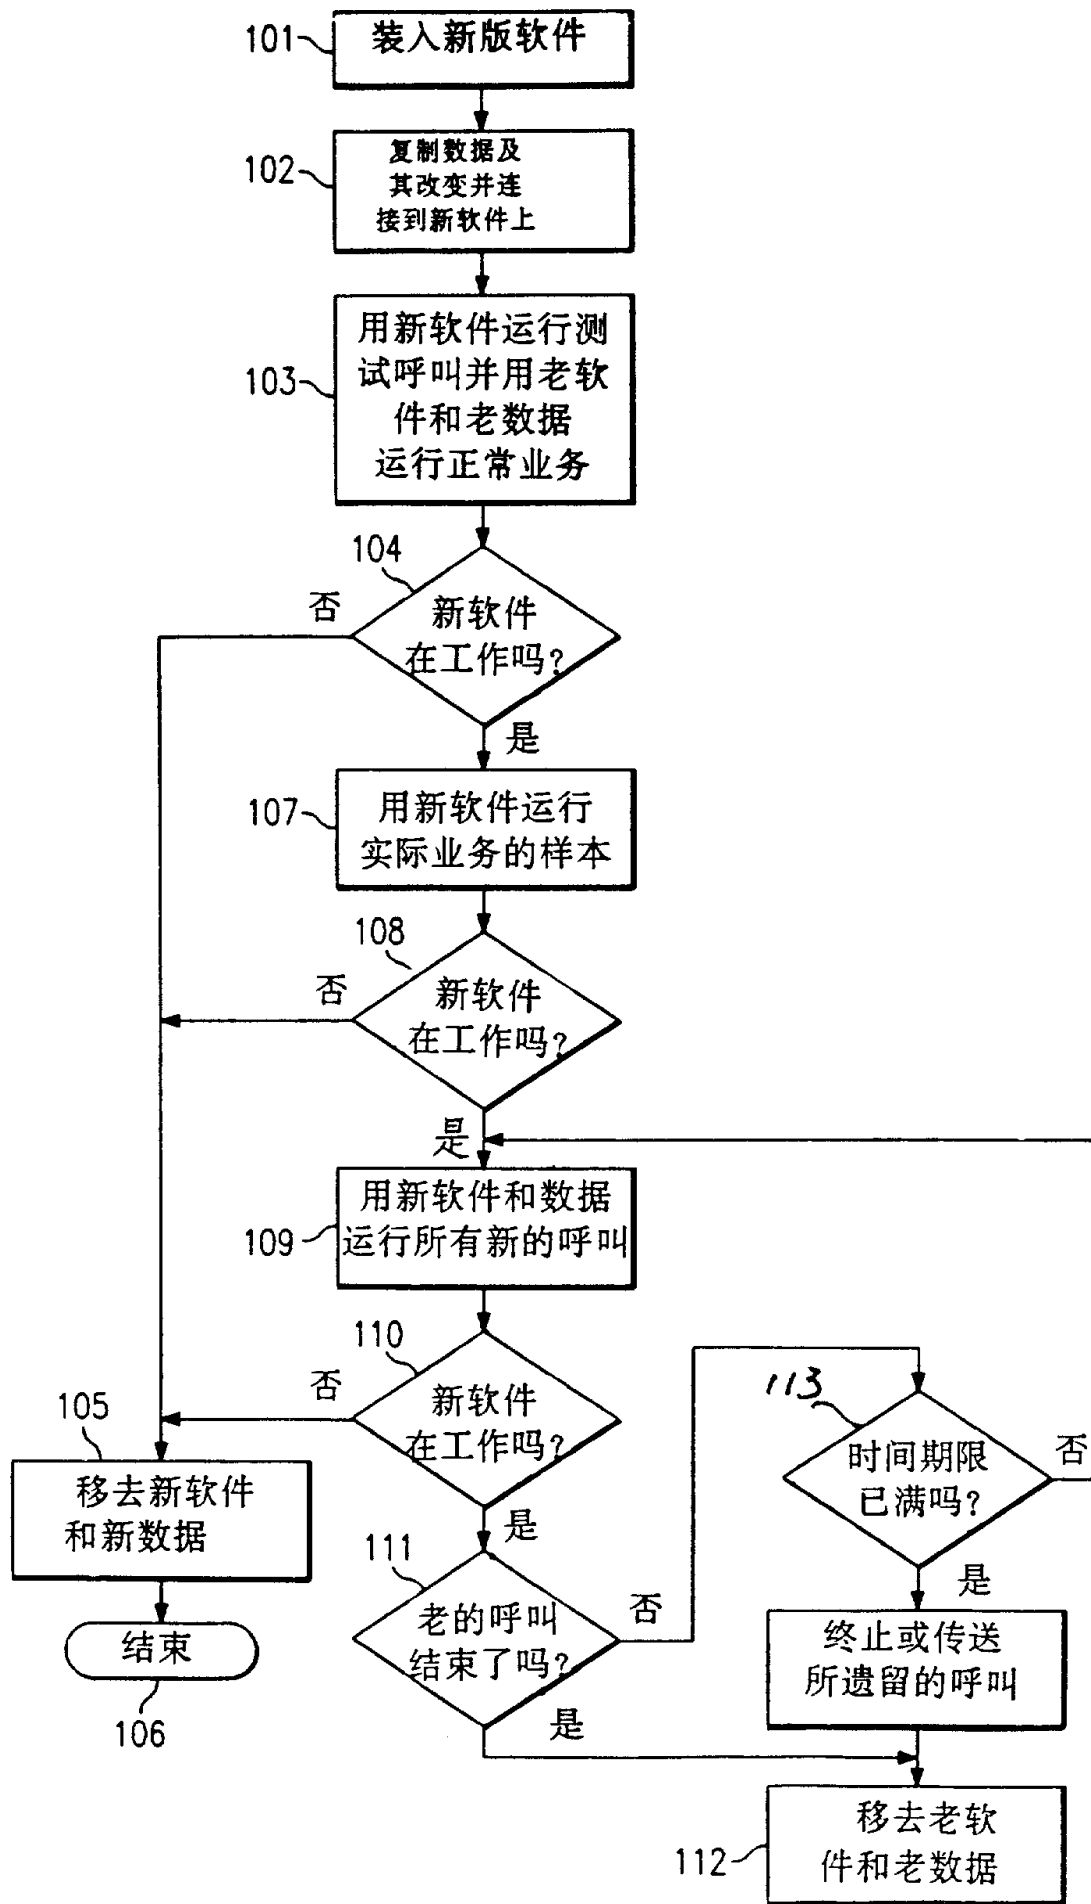 101
装入新版软件
102
复制数据及
其改变并连
接到新软件上
103
用新软件运行测
试呼叫并用老软
件和老数据
运行正常业务
104
否
新软件
在工作吗?
是
107
用新软件运行
实际业务的样本
108
否
新软件
在工作吗?
是
109
用新软件和数据
运行所有新的呼叫
110
否
新软件
在工作吗?
是
105
移去新软件
和新数据
结束
106
111
老的呼叫
结束了吗?
否
是
113
时间期限
已满吗?
否
是
终止或传送
所遗留的呼叫
112
移去老软
件和老数据